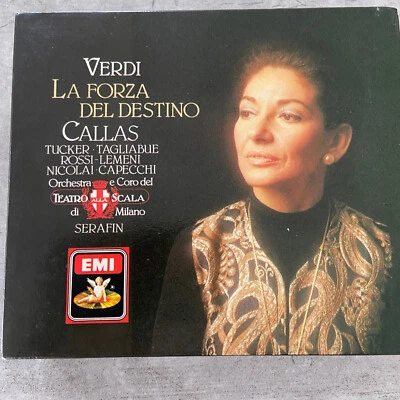 VERDI
LA FORZA
DEL DESTINO
CALLAS
TUCKER · TAGLIABUE
ROSSI-LEMENI
NICOLAI · CAPECCHI
Orchestra e Coro del
TEATRO ALLA SCALA
di Milano
SERAFIN
EMI